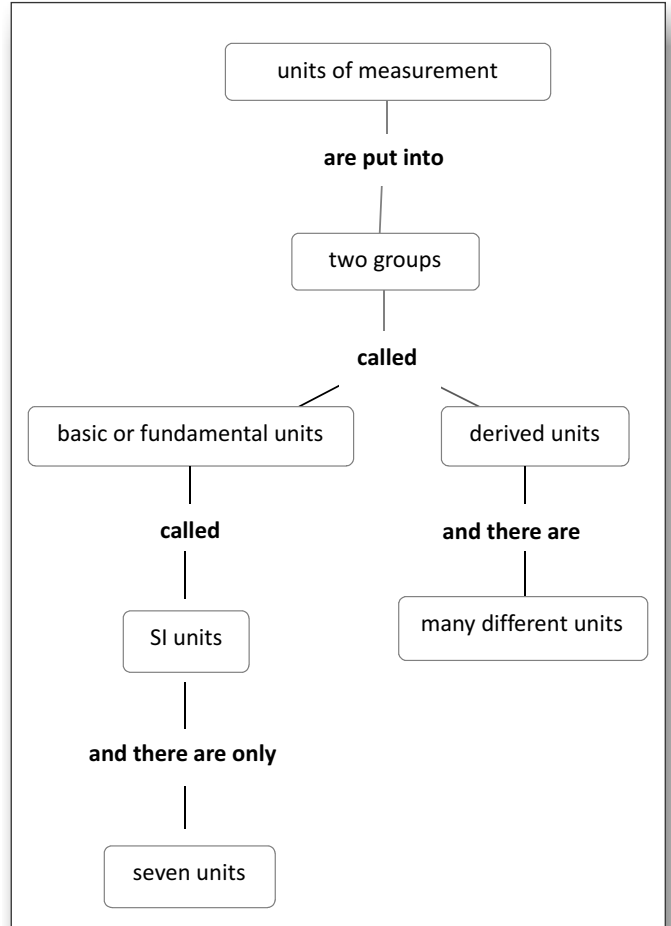 units of measurement
are put into
two groups
called
basic or fundamental units
derived units
called
and there are
SI units
many different units
and there are only
seven units